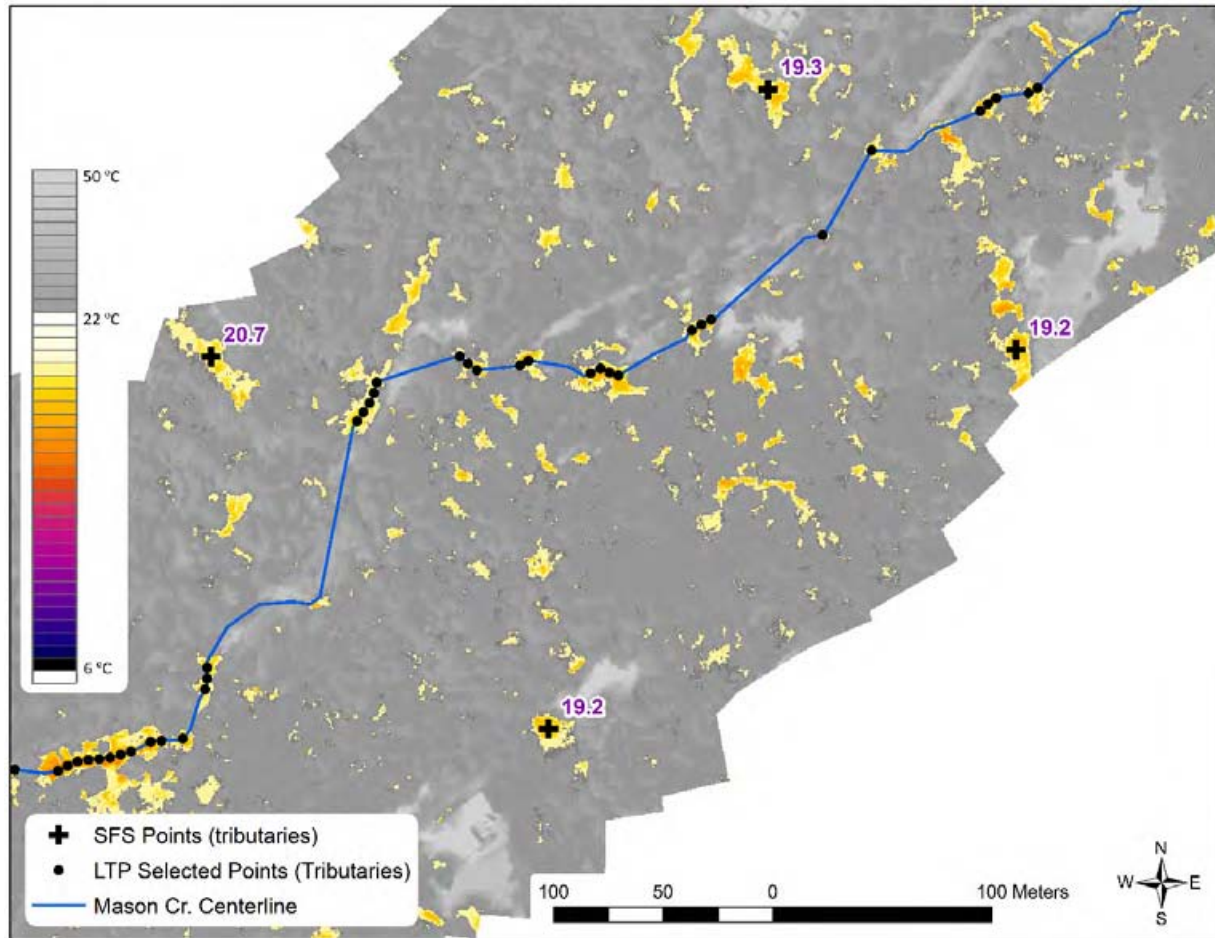 19.3
50 °C
22 °C
20.7
19.2
6 °C
19.2
SFS Points (tributaries)
LTP Selected Points (Tributaries)
Mason Cr. Centerline
100 50 0 100 Meters
N
W E
S